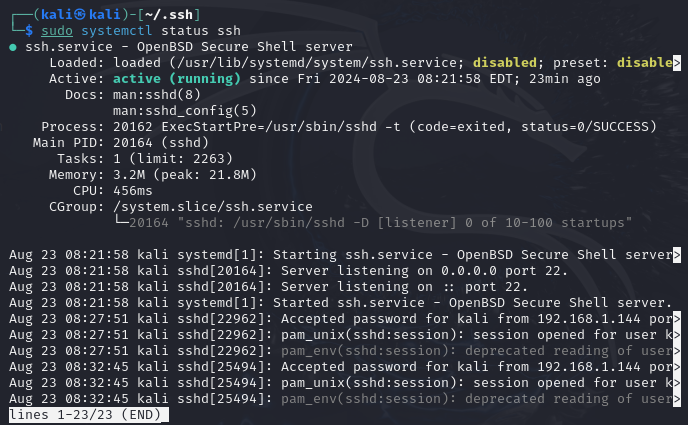 ┌──(kali㉿kali)-[~/.ssh]
└─$ sudo systemctl status ssh
● ssh.service - OpenBSD Secure Shell server
     Loaded: loaded (/usr/lib/systemd/system/ssh.service; disabled; preset: disable>
     Active: active (running) since Fri 2024-08-23 08:21:58 EDT; 23min ago
       Docs: man:sshd(8)
             man:sshd_config(5)
    Process: 20162 ExecStartPre=/usr/sbin/sshd -t (code=exited, status=0/SUCCESS)
   Main PID: 20164 (sshd)
      Tasks: 1 (limit: 2263)
     Memory: 3.2M (peak: 21.8M)
        CPU: 456ms
     CGroup: /system.slice/ssh.service
             └─20164 "sshd: /usr/sbin/sshd -D [listener] 0 of 10-100 startups"

Aug 23 08:21:58 kali systemd[1]: Starting ssh.service - OpenBSD Secure Shell server>
Aug 23 08:21:58 kali sshd[20164]: Server listening on 0.0.0.0 port 22.
Aug 23 08:21:58 kali sshd[20164]: Server listening on :: port 22.
Aug 23 08:21:58 kali systemd[1]: Started ssh.service - OpenBSD Secure Shell server.
Aug 23 08:27:51 kali sshd[22962]: Accepted password for kali from 192.168.1.144 por>
Aug 23 08:27:51 kali sshd[22962]: pam_unix(sshd:session): session opened for user k>
Aug 23 08:27:51 kali sshd[22962]: pam_env(sshd:session): deprecated reading of user>
Aug 23 08:32:45 kali sshd[25494]: Accepted password for kali from 192.168.1.144 por>
Aug 23 08:32:45 kali sshd[25494]: pam_unix(sshd:session): session opened for user k>
Aug 23 08:32:45 kali sshd[25494]: pam_env(sshd:session): deprecated reading of user>
lines 1-23/23 (END)